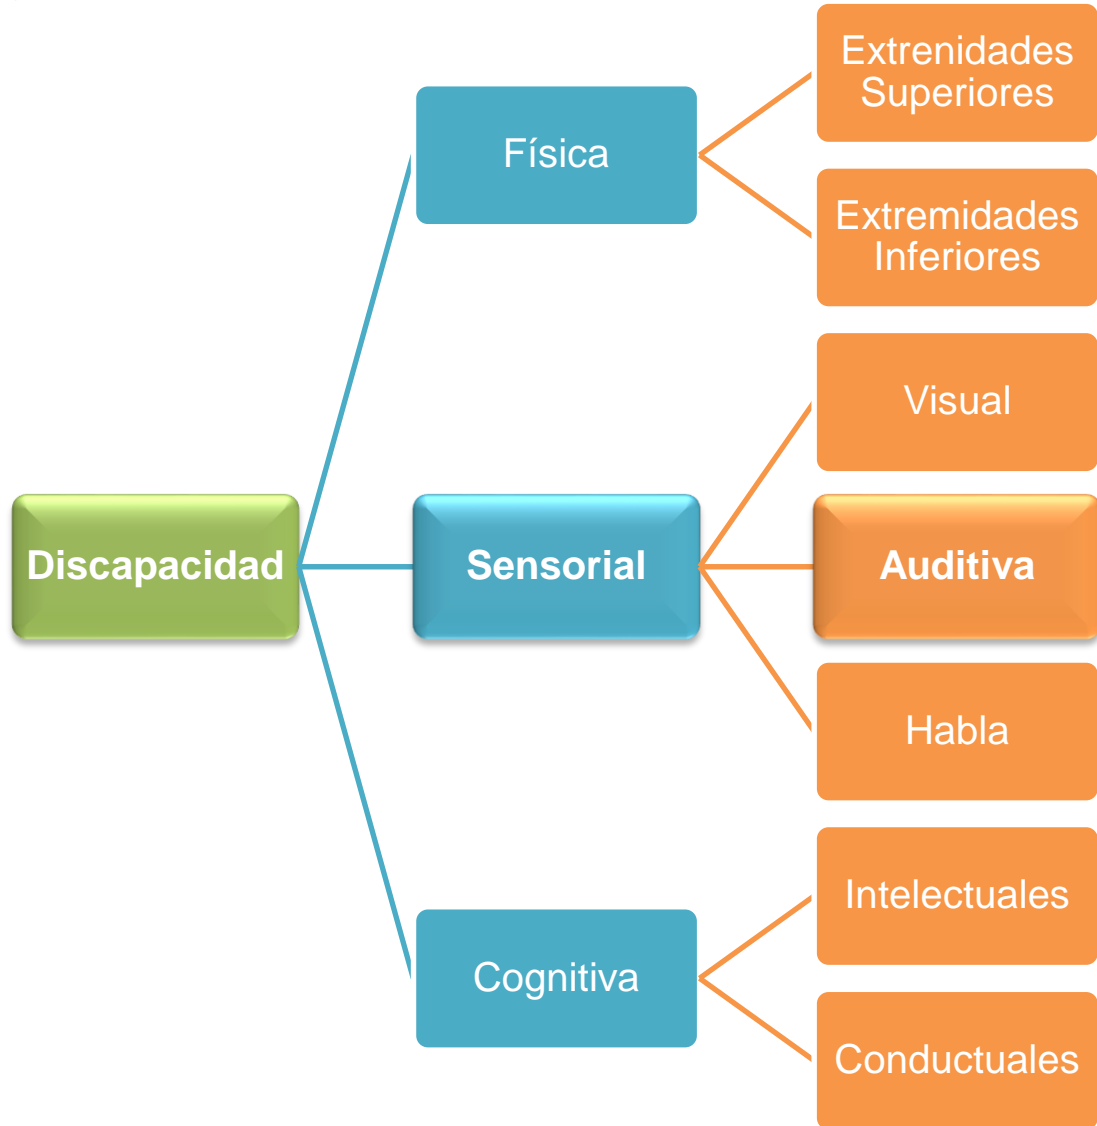 Extrenidades
Superiores
Física
Extremidades
Inferiores
Visual
Discapacidad
Sensorial
Auditiva
Habla
Intelectuales
Cognitiva
Conductuales